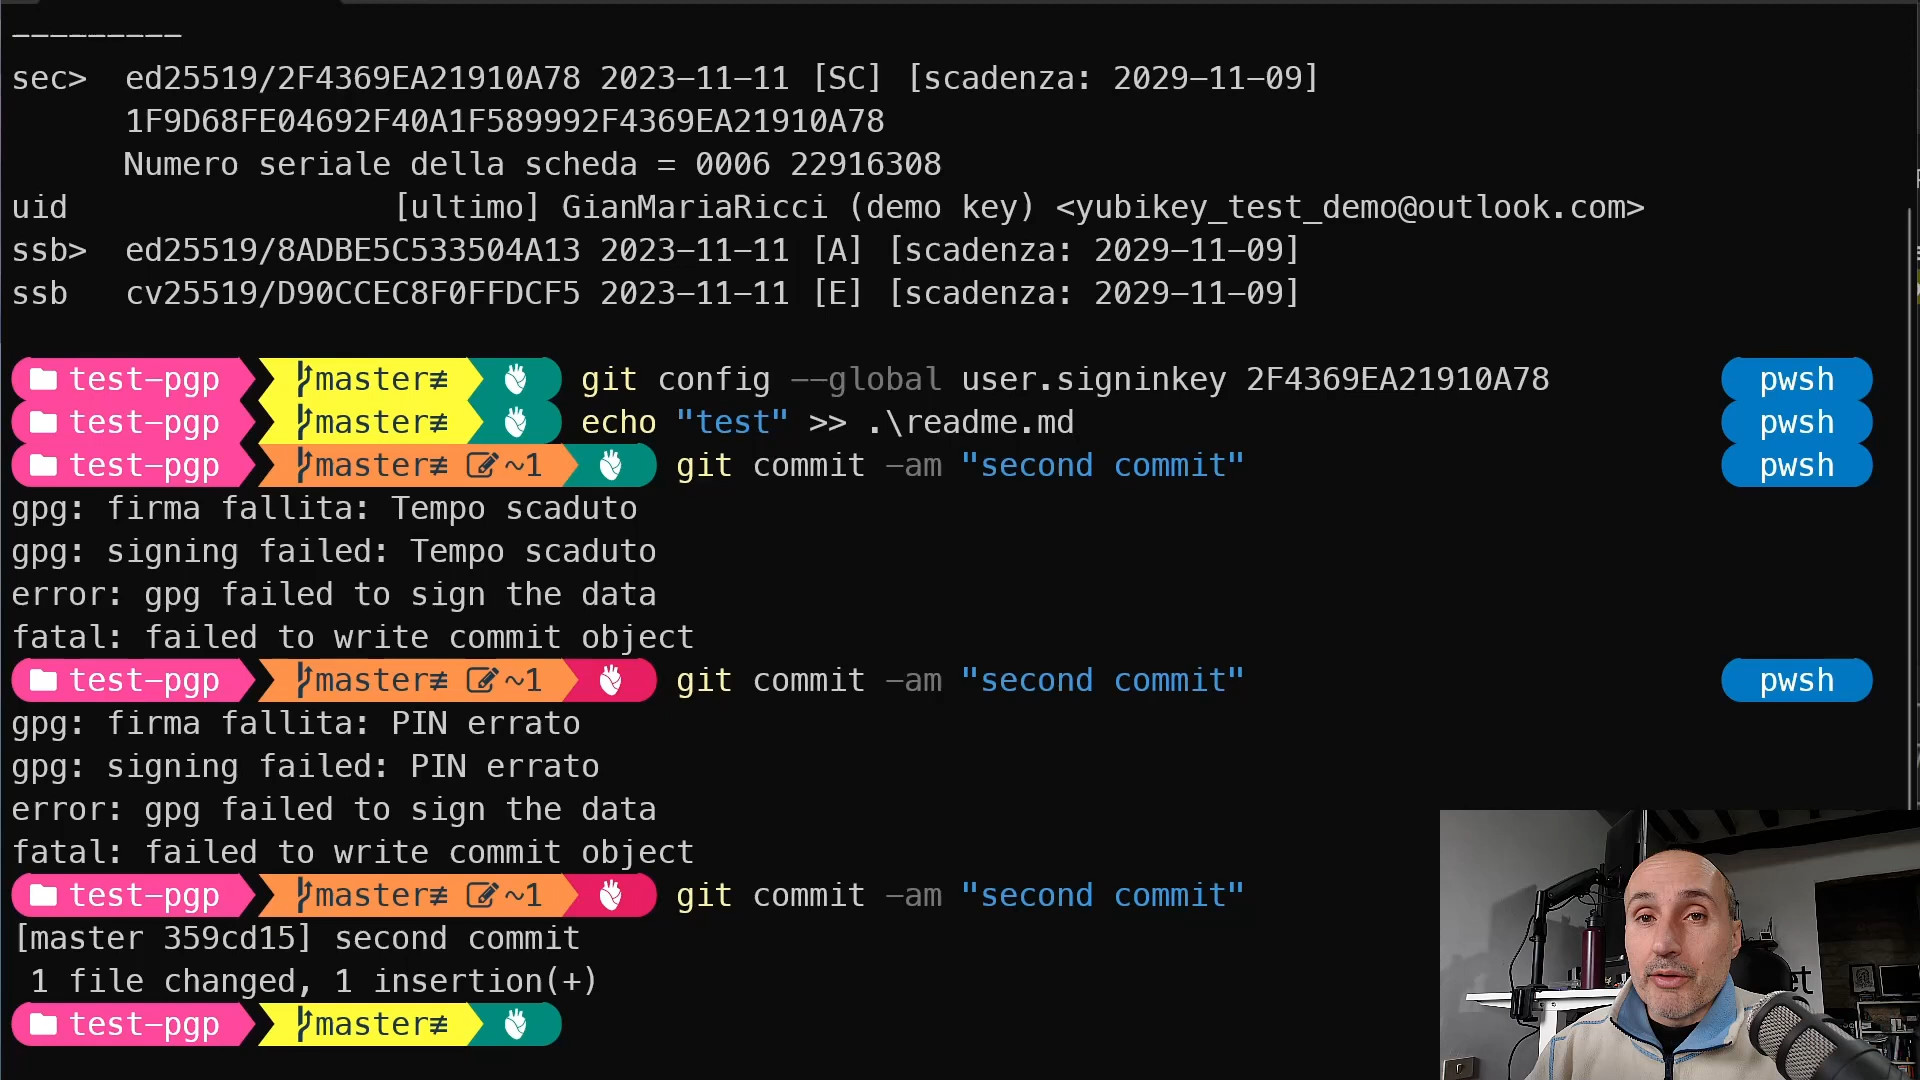 ---------
sec>  ed25519/2F4369EA21910A78 2023-11-11 [SC] [scadenza: 2029-11-09]
1F9D68FE04692F40A1F589992F4369EA21910A78
Numero seriale della scheda = 0006 22916308
uid                 [ultimo] GianMariaRicci (demo key) <yubikey_test_demo@outlook.com>
ssb>  ed25519/8ADBE5C533504A13 2023-11-11 [A] [scadenza: 2029-11-09]
ssb   cv25519/D90CCEC8F0FFDCF5 2023-11-11 [E] [scadenza: 2029-11-09]
test-pgp master≢ git config --global user.signinkey 2F4369EA21910A78 pwsh
test-pgp master≢ echo "test" >> .\readme.md pwsh
test-pgp master≢ ~1 git commit -am "second commit" pwsh
gpg: firma fallita: Tempo scaduto
gpg: signing failed: Tempo scaduto
error: gpg failed to sign the data
fatal: failed to write commit object
test-pgp master≢ ~1 git commit -am "second commit" pwsh
gpg: firma fallita: PIN errato
gpg: signing failed: PIN errato
error: gpg failed to sign the data
fatal: failed to write commit object
test-pgp master≢ ~1 git commit -am "second commit"
[master 359cd15] second commit
1 file changed, 1 insertion(+)
test-pgp master≢